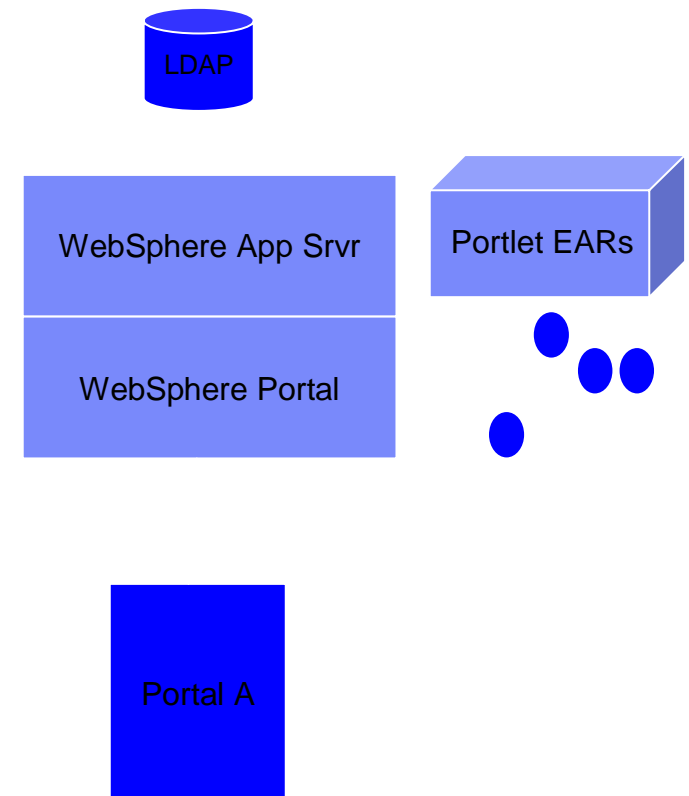 LDAP
WebSphere App Srvr
Portlet EARs
WebSphere Portal
Portal A